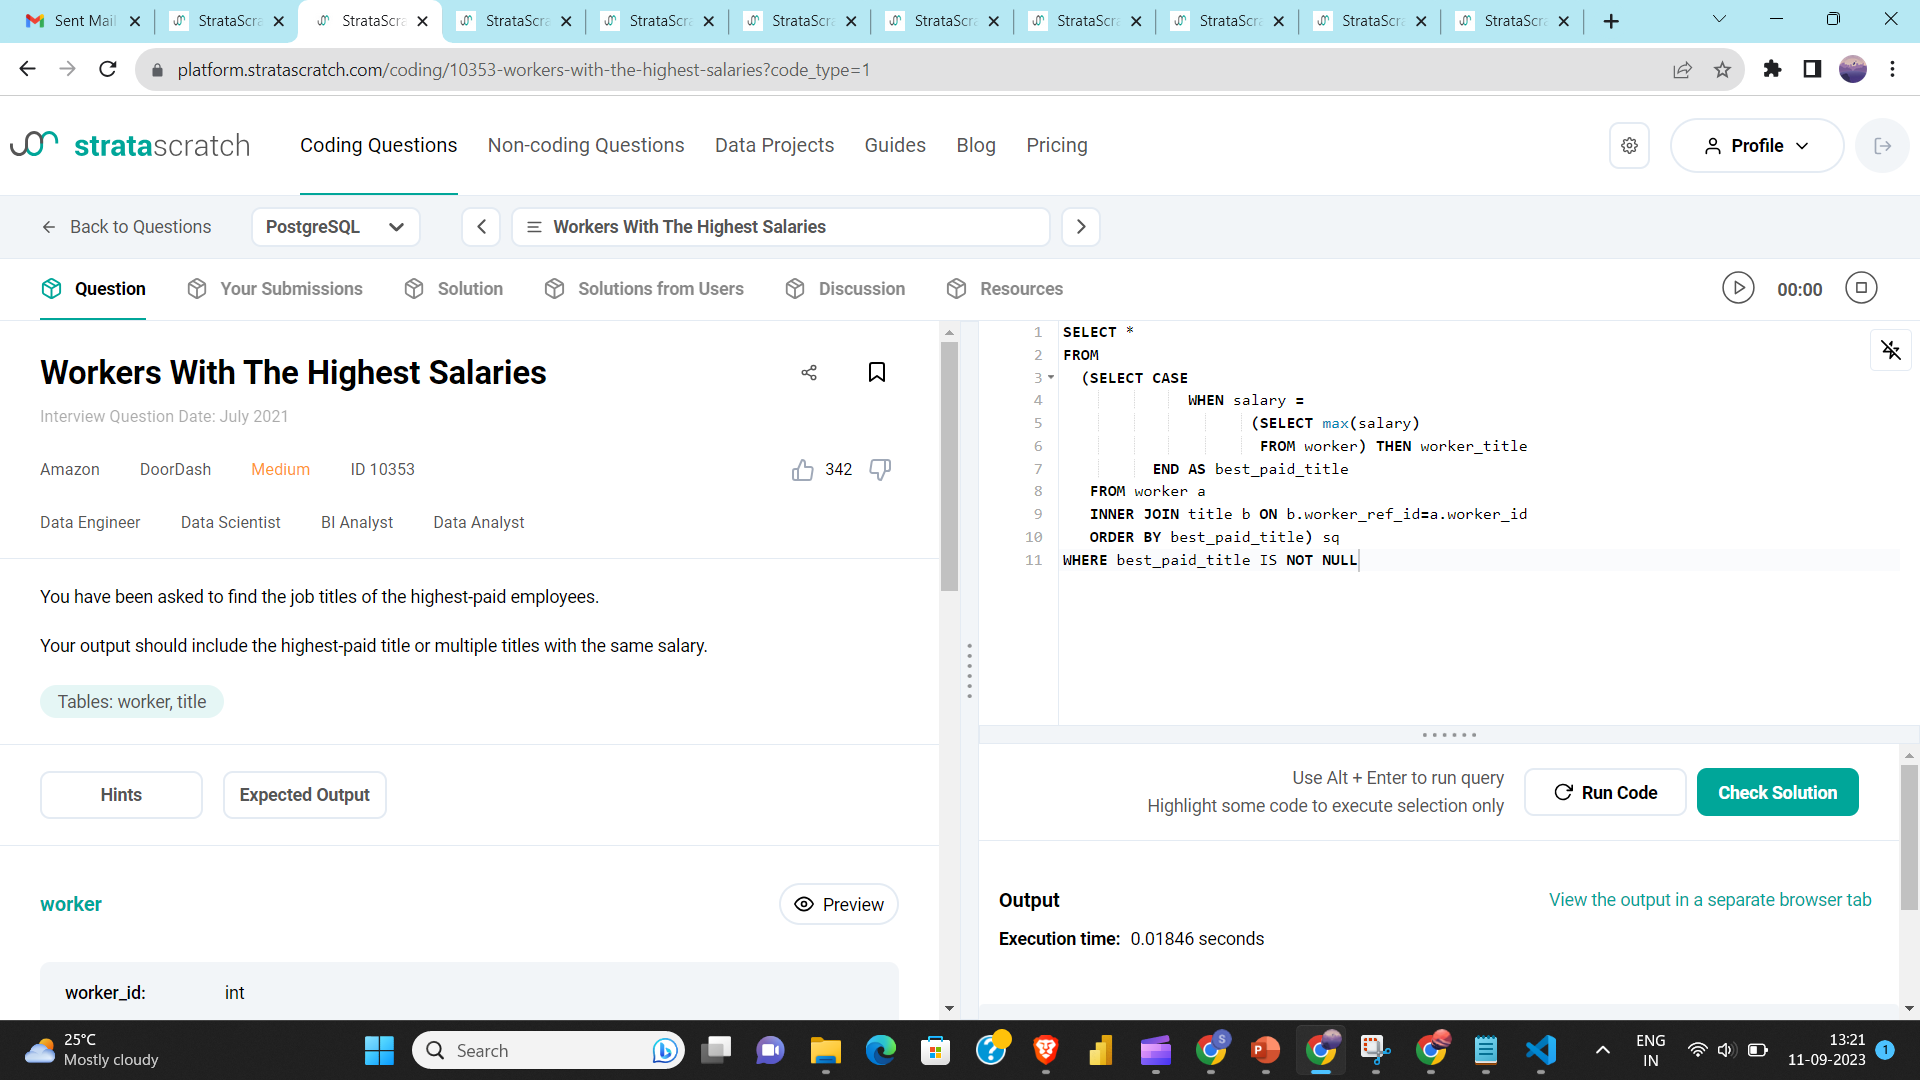 Sent Mail
StrataScra
StrataScra
StrataScra
StrataScra
StrataScra
StrataScra
StrataScra
StrataScra
StrataScra
StrataScra
platform.stratascratch.com/coding/10353-workers-with-the-highest-salaries?code_type=1
stratascratch
Coding Questions
Non-coding Questions
Data Projects
Guides
Blog
Pricing
Profile
Back to Questions
PostgreSQL
Workers With The Highest Salaries
Question
Your Submissions
Solution
Solutions from Users
Discussion
Resources
00:00
Workers With The Highest Salaries
Interview Question Date: July 2021
Amazon
DoorDash
Medium
ID 10353
342
Data Engineer
Data Scientist
BI Analyst
Data Analyst
You have been asked to find the job titles of the highest-paid employees.
Your output should include the highest-paid title or multiple titles with the same salary.
Tables: worker, title
Hints
Expected Output
worker
Preview
worker_id:
int
1 SELECT *
2 FROM
3 (SELECT CASE
4 WHEN salary =
5 (SELECT max(salary)
6 FROM worker) THEN worker_title
7 END AS best_paid_title
8 FROM worker a
9 INNER JOIN title b ON b.worker_ref_id=a.worker_id
10 ORDER BY best_paid_title) sq
11 WHERE best_paid_title IS NOT NULL
Use Alt + Enter to run query
Highlight some code to execute selection only
Run Code
Check Solution
Output
View the output in a separate browser tab
Execution time: 0.01846 seconds
25°C
Mostly cloudy
Search
S
P
ENG
IN
13:21
11-09-2023
1